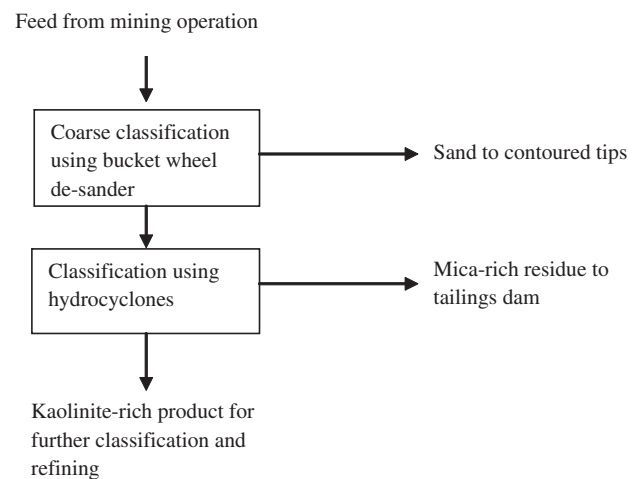 Feed from mining operation
Coarse classification
using bucket wheel
de-sander
Sand to contoured tips
Classification using
hydrocyclones
Mica-rich residue to
tailings dam
Kaolinite-rich product for
further classification and
refining